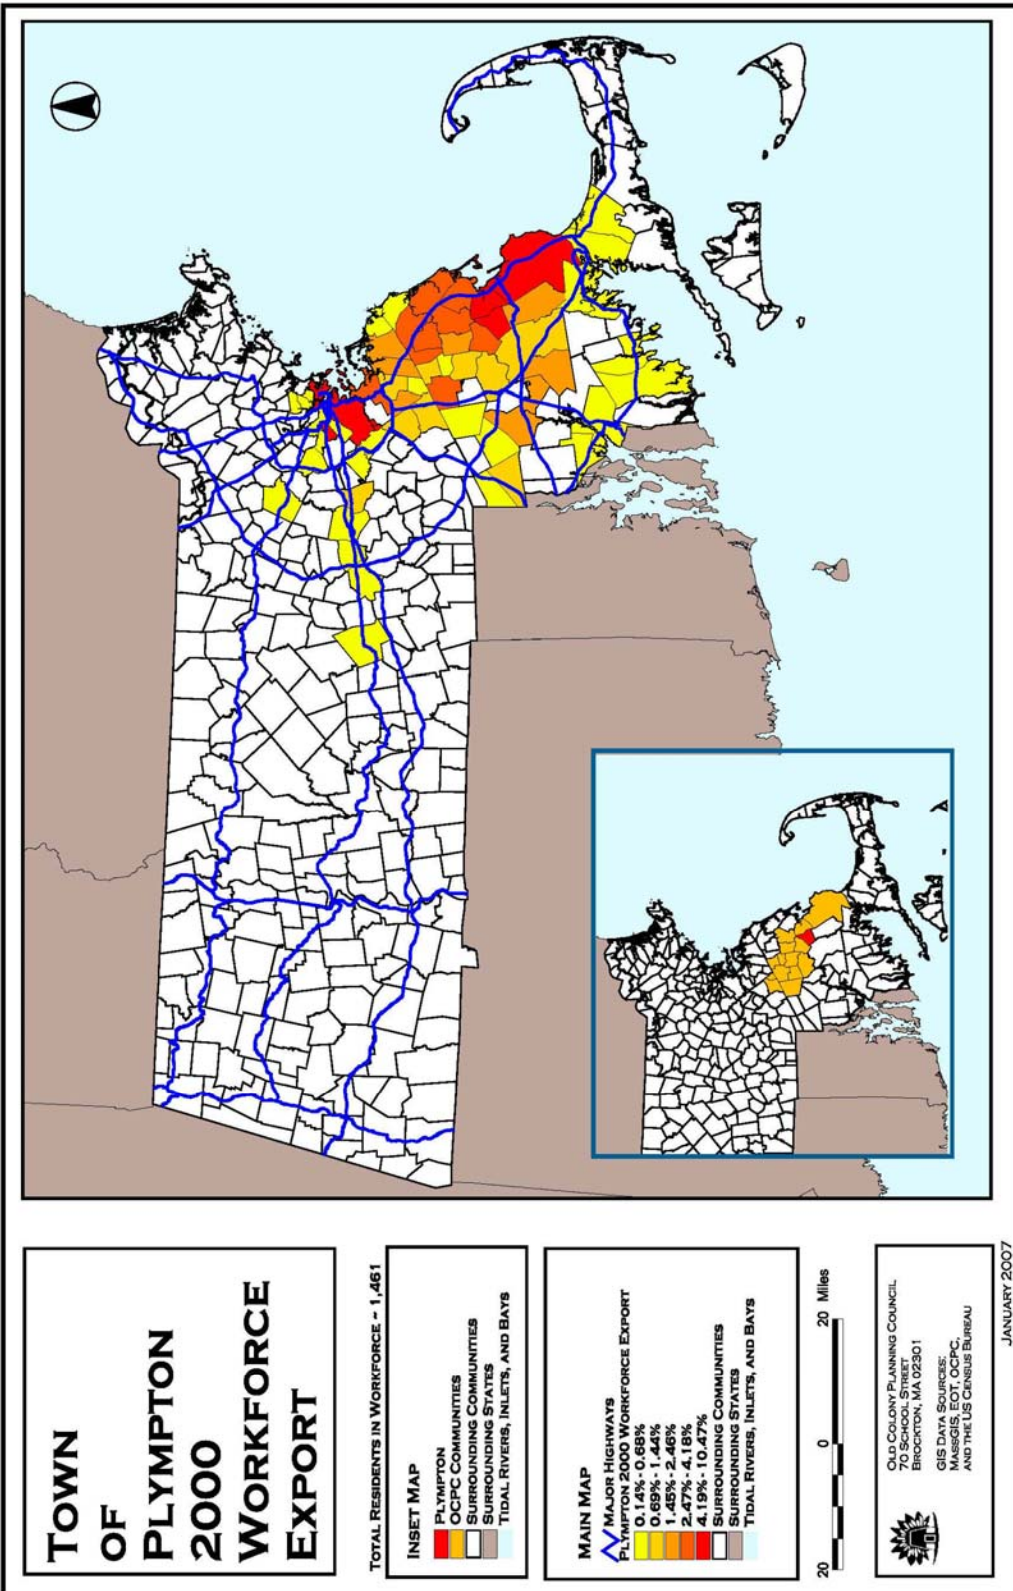 TOWN
OF
PLYMPTON
2000
WORKFORCE
EXPORT
TOTAL RESIDENTS IN WORKFORCE ~ 1,461
INSET MAP
PLYMPTON
OCPC COMMUNITIES
SURROUNDING COMMUNITIES
SURROUNDING STATES
TIDAL RIVERS, INLETS, AND BAYS
MAIN MAP
MAJOR HIGHWAYS
PLYMPTON 2000 WORKFORCE EXPORT
0.14% - 0.68%
0.69% - 1.44%
1.45% - 2.46%
2.47% - 4.18%
4.19% - 10.47%
SURROUNDING COMMUNITIES
SURROUNDING STATES
TIDAL RIVERS, INLETS, AND BAYS
20 0 20 Miles
OLD COLONY PLANNING COUNCIL
70 SCHOOL STREET
BROCKTON, MA 02301
GIS DATA SOURCES:
MASSGIS, EOT, OCPC,
AND THE US CENSUS BUREAU
JANUARY 2007